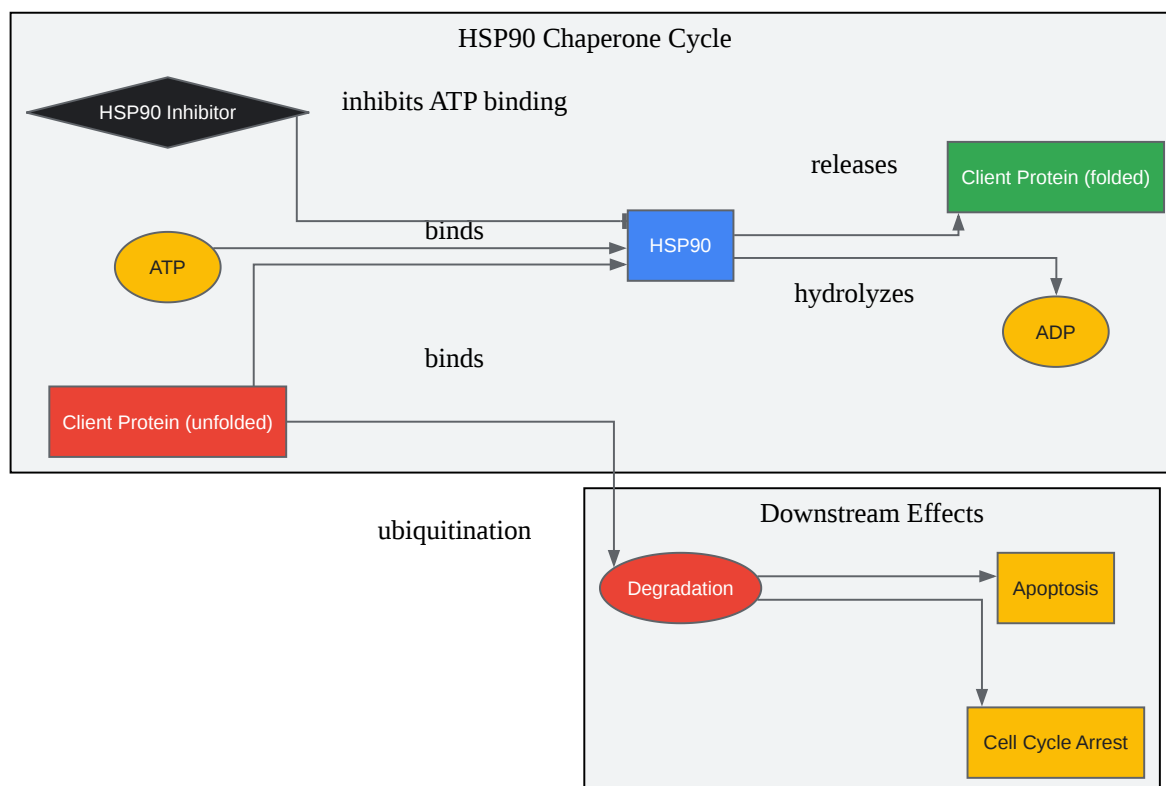 HSP90 Chaperone Cycle
HSP90 Inhibitor
inhibits ATP binding
releases
Client Protein (folded)
binds
HSP90
ATP
hydrolyzes
ADP
binds
Client Protein (unfolded)
ubiquitination
Downstream Effects
Degradation
Apoptosis
Cell Cycle Arrest